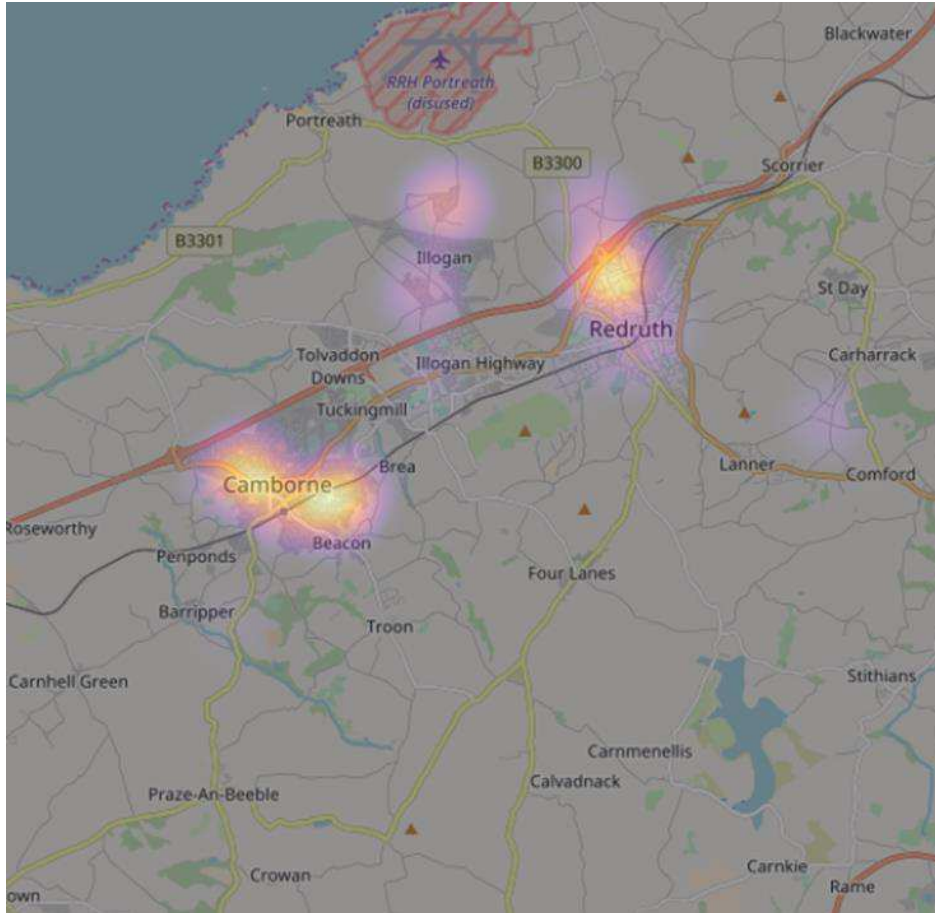 Blackwater
RRH Portreath
(disused)
Portreath
B3300
Scorrier
B3301
Illogan
St Day
Redruth
Tolvaddon
Downs
Illogan Highway
Carharrack
Tuckingmill
Brea
Lanner
Comford
Camborne
Roseworthy
Beacon
Penponds
Four Lanes
Barripper
Troon
Carnhell Green
Stithians
Carnmenellis
Calvadnack
Praze-An-Beeble
Crowan
Carnkie
Rame
own